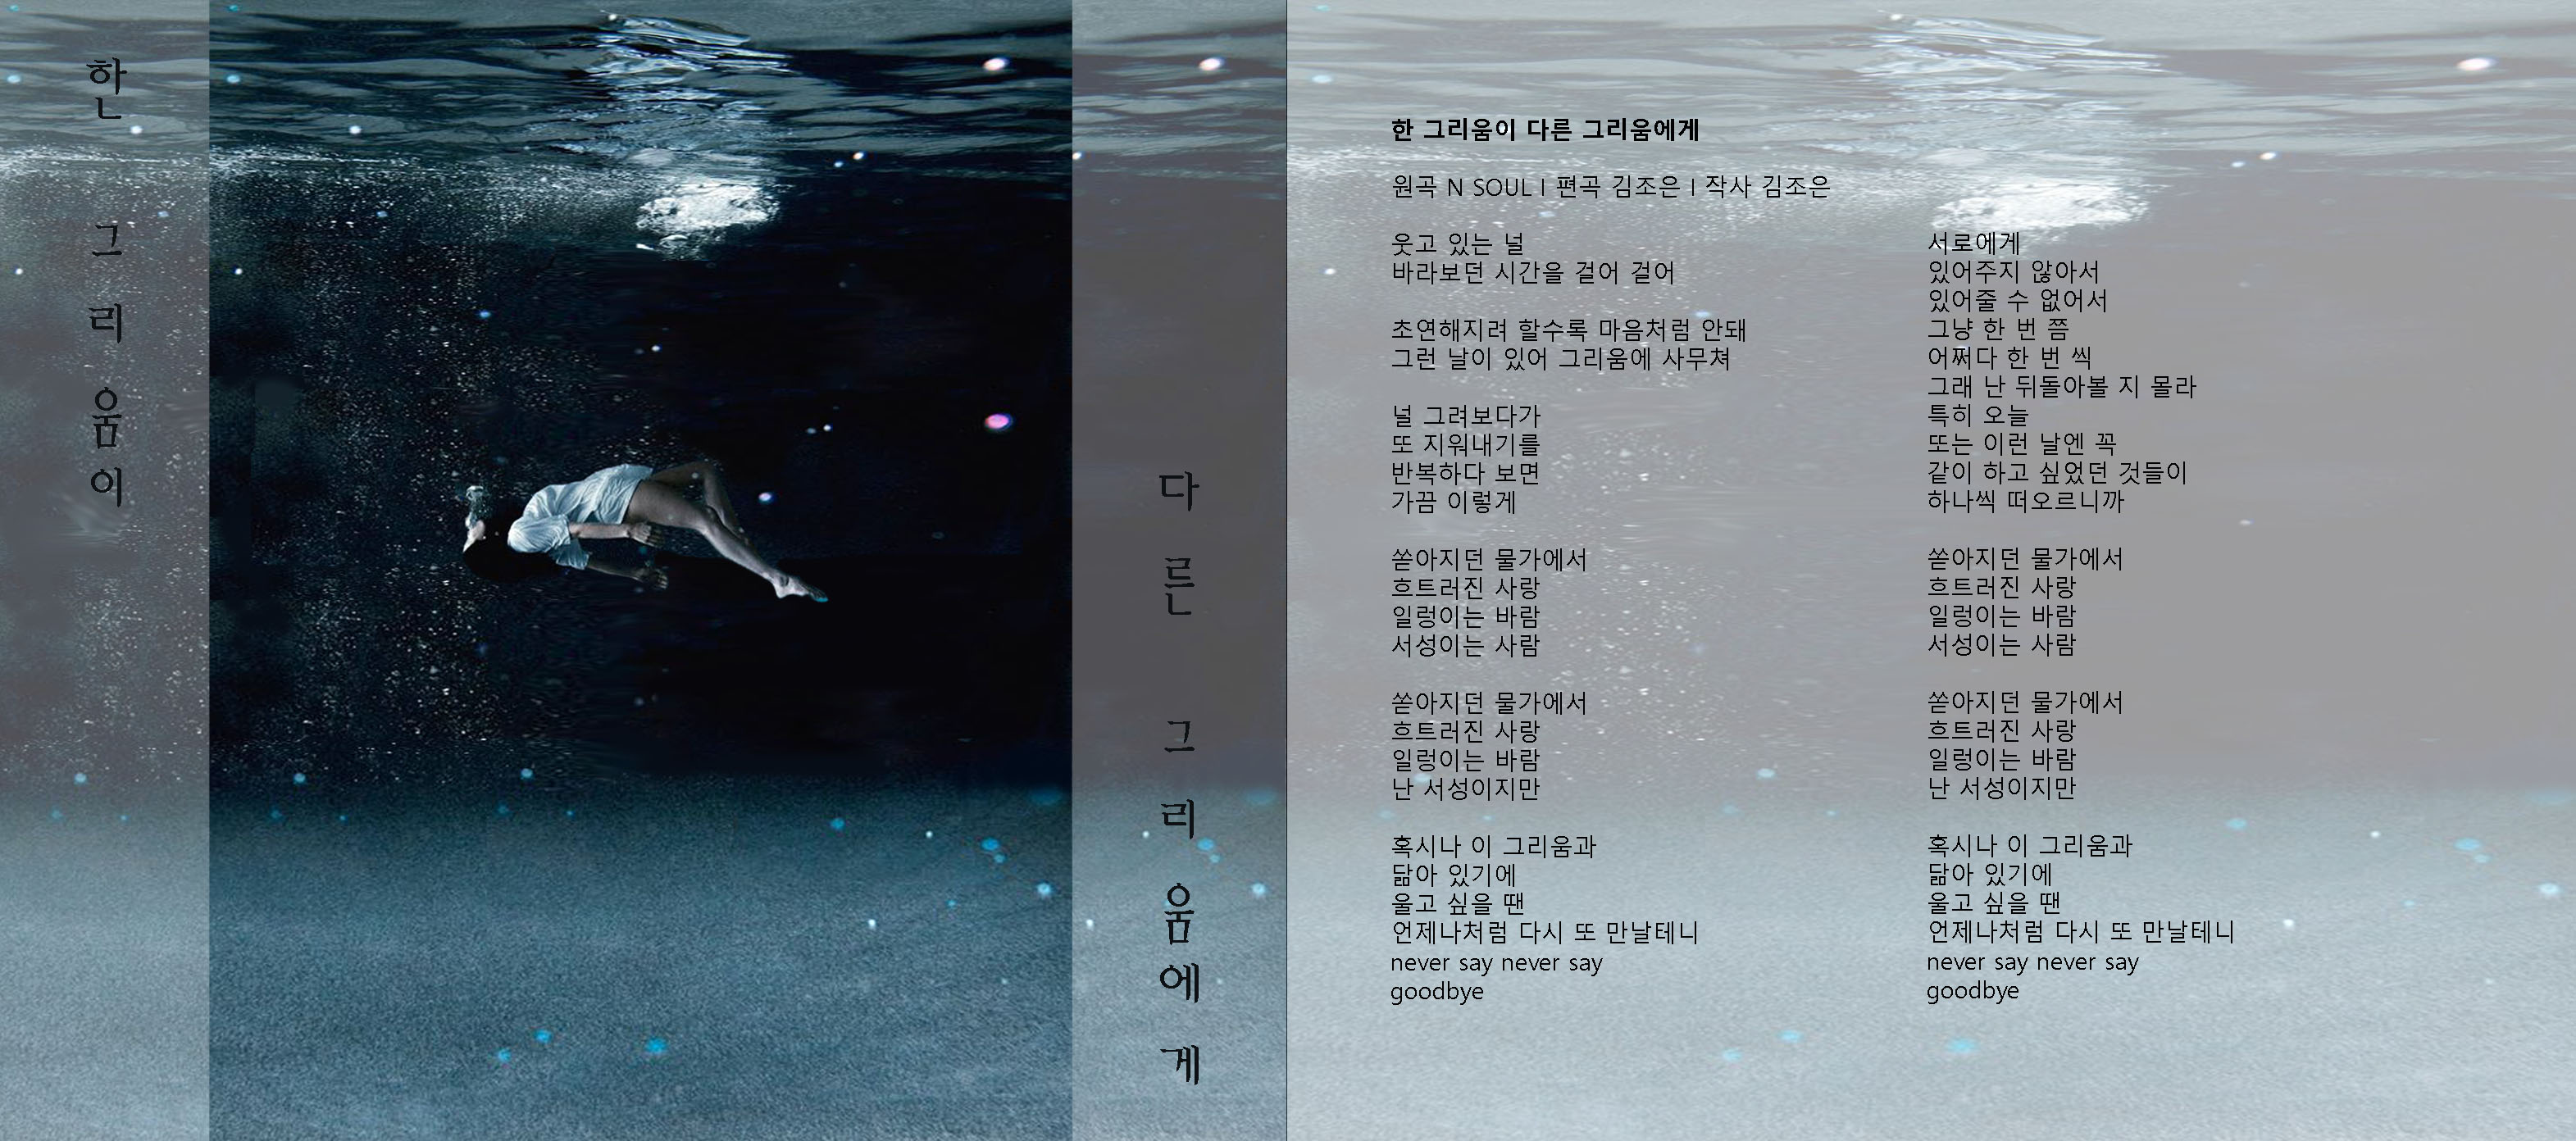 한 그리움이
다른 그리움에게
한 그리움이 다른 그리움에게
원곡 N SOUL I 편곡 김조은 I 작사 김조은
웃고 있는 널
바라보던 시간을 걸어 걸어
초연해지려 할수록 마음처럼 안돼
그런 날이 있어 그리움에 사무쳐
널 그려보다가
또 지워내기를
반복하다 보면
가끔 이렇게
쏟아지던 물가에서
흐트러진 사랑
일렁이는 바람
서성이는 사람
쏟아지던 물가에서
흐트러진 사랑
일렁이는 바람
난 서성이지만
혹시나 이 그리움과
닮아 있기에
울고 싶을 땐
언제나처럼 다시 또 만날테니
never say never say
goodbye
서로에게
있어주지 않아서
있어줄 수 없어서
그냥 한 번 쯤
어쩌다 한 번 씩
그래 난 뒤돌아볼 지 몰라
특히 오늘
또는 이런 날엔 꼭
같이 하고 싶었던 것들이
하나씩 떠오르니까
쏟아지던 물가에서
흐트러진 사랑
일렁이는 바람
서성이는 사람
쏟아지던 물가에서
흐트러진 사랑
일렁이는 바람
난 서성이지만
혹시나 이 그리움과
닮아 있기에
울고 싶을 땐
언제나처럼 다시 또 만날테니
never say never say
goodbye